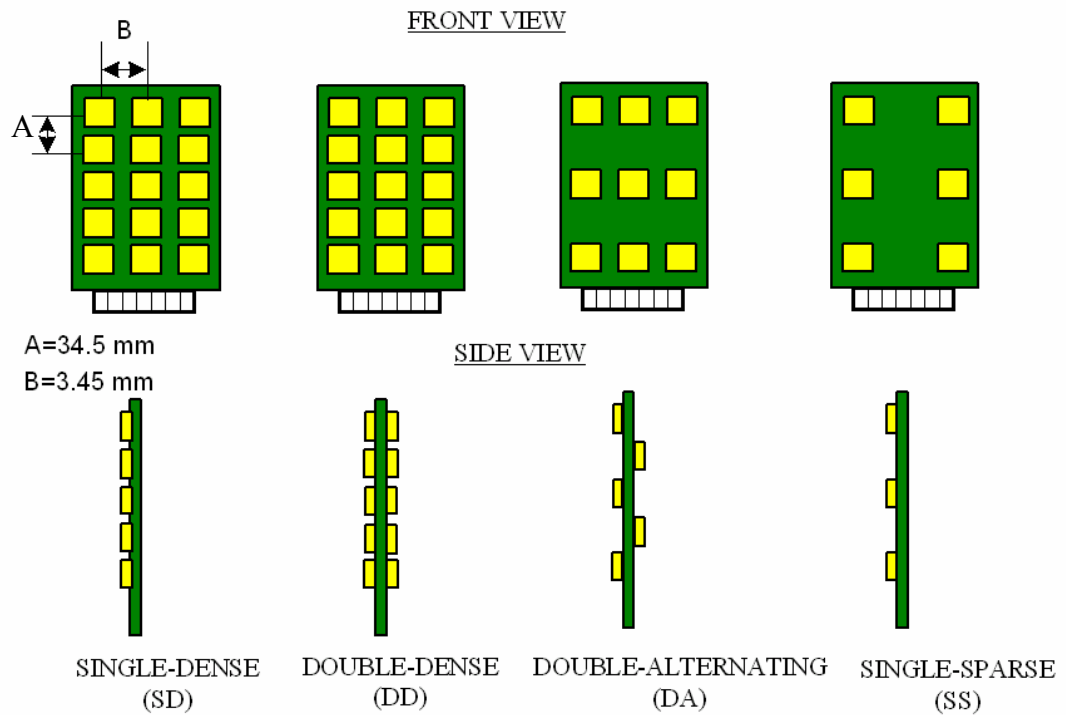 FRONT VIEW
B
A
A=34.5 mm
B=3.45 mm
SIDE VIEW
SINGLE-DENSE
(SD)
DOUBLE-DENSE
(DD)
DOUBLE-ALTERNATING
(DA)
SINGLE-SPARSE
(SS)